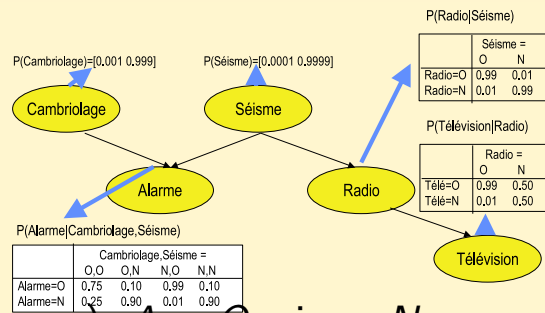 P(Radio|Séisme)
Séisme =
O N
Radio=O 0.99 0.01
Radio=N 0.01 0.99
P(Cambriolage)=[0.001 0.999]
P(Séisme)=[0.0001 0.9999]
Cambriolage
Séisme
P(Télévision|Radio)
Radio =
O N
Télé=O 0.99 0.50
Télé=N 0.01 0.50
Alarme
Radio
Télévision
P(Alarme|Cambriolage,Séisme)
Cambriolage,Séisme =
O,O O,N N,O N,N
Alarme=O 0.75 0.10 0.99 0.10
Alarme=N 0.25 0.90 0.01 0.90